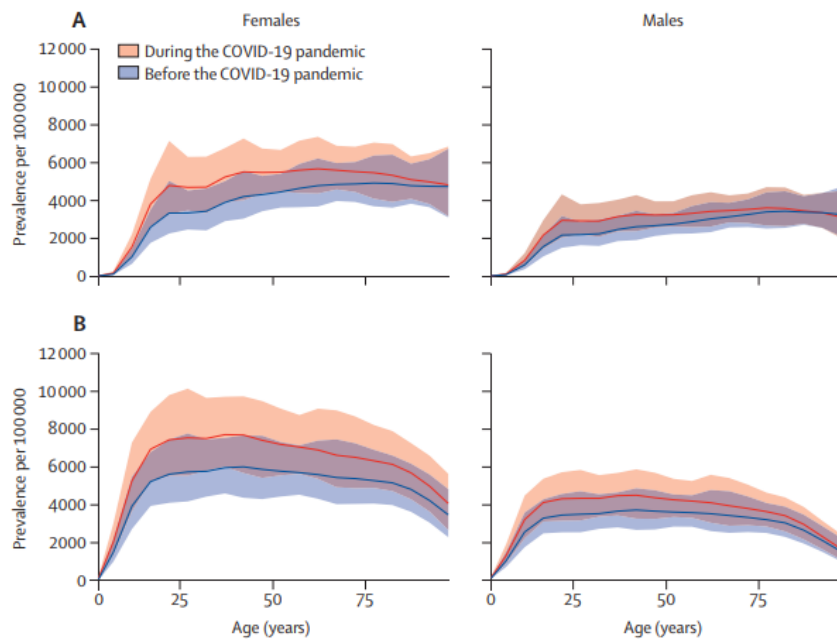 A
Females
Males
12 000
10 000
8000
6000
4000
2000
0
Prevalence per 100 000
During the COVID-19 pandemic
Before the COVID-19 pandemic
B
12 000
10 000
8000
6000
4000
2000
0
Prevalence per 100 000
0
25
50
75
Age (years)
0
25
50
75
Age (years)